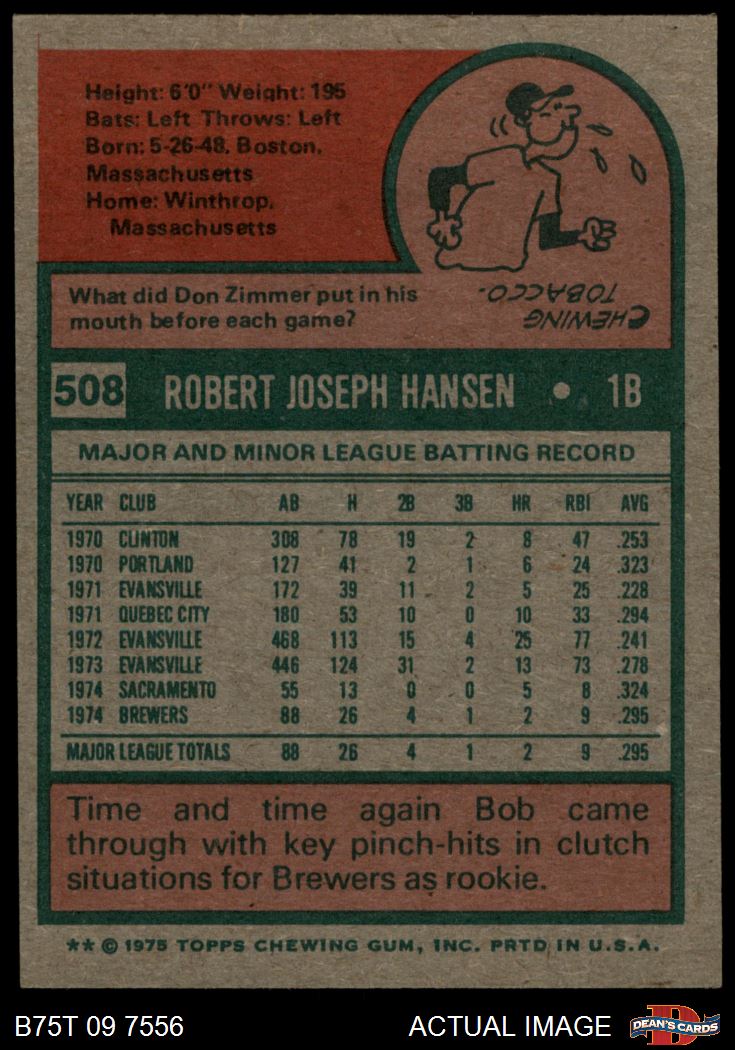 Height: 6'0" Weight: 195
Bats: Left Throws: Left
Born: 5-26-48, Boston,
Massachusetts
Home: Winthrop,
Massachusetts
What did Don Zimmer put in his
mouth before each game?
CHEWING
TOBACCO.
508 ROBERT JOSEPH HANSEN • 1B
MAJOR AND MINOR LEAGUE BATTING RECORD
YEAR CLUB AB H 2B 3B HR RBI AVG
1970 CLINTON 308 78 19 2 8 47 .253
1970 PORTLAND 127 41 2 1 6 24 .323
1971 EVANSVILLE 172 39 11 2 5 25 .228
1971 QUEBEC CITY 180 53 10 0 10 33 .294
1972 EVANSVILLE 468 113 15 4 25 77 .241
1973 EVANSVILLE 446 124 31 2 13 73 .278
1974 SACRAMENTO 55 13 0 0 5 8 .324
1974 BREWERS 88 26 4 1 2 9 .295
MAJOR LEAGUE TOTALS 88 26 4 1 2 9 .295
Time and time again Bob came
through with key pinch-hits in clutch
situations for Brewers as rookie.
** © 1975 TOPPS CHEWING GUM, INC. PRTD IN U.S.A.
B75T 09 7556 ACTUAL IMAGE
D
DEAN'S CARDS